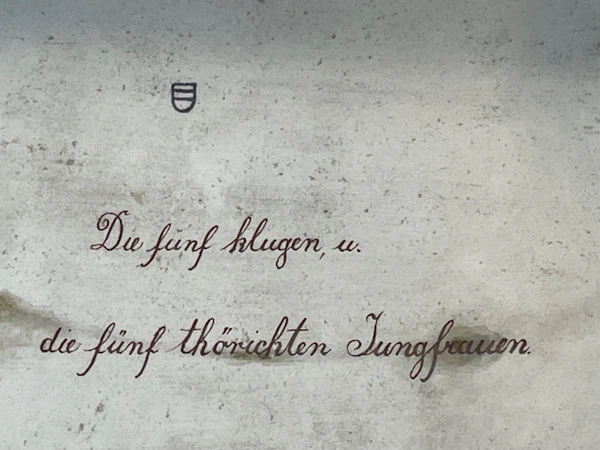 Die fünf klugen, u.
die fünf thörichten Jungfrauen.